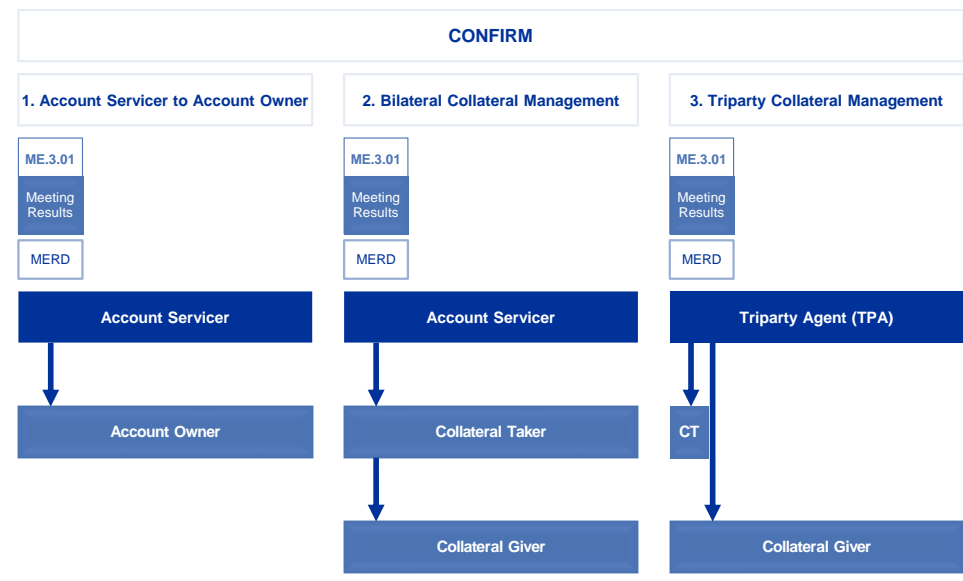 CONFIRM
1. Account Servicer to Account Owner
2. Bilateral Collateral Management
3. Triparty Collateral Management
ME.3.01
ME.3.01
ME.3.01
Meeting
Results
Meeting
Results
Meeting
Results
MERD
MERD
MERD
Account Servicer
Account Servicer
Triparty Agent (TPA)
Account Owner
Collateral Taker
CT
Collateral Giver
Collateral Giver